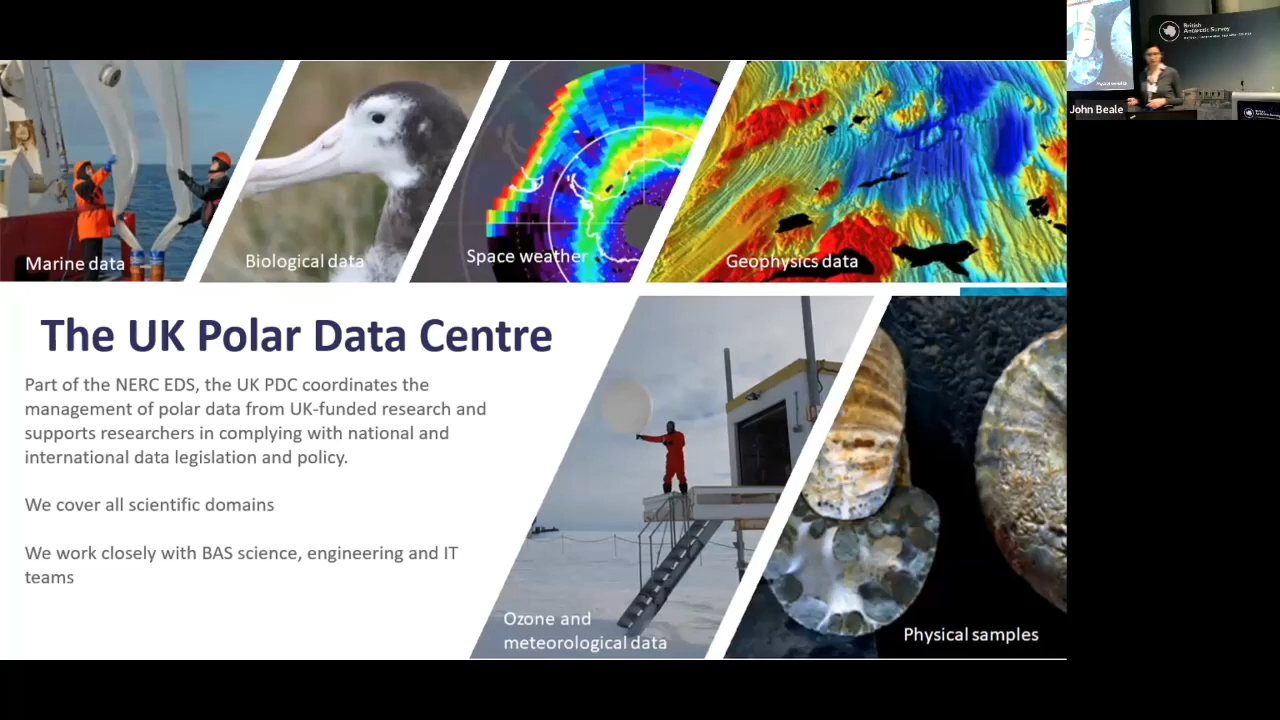 Marine data
Biological data
Space weather
Geophysics data
The UK Polar Data Centre
Part of the NERC EDS, the UK PDC coordinates the
management of polar data from UK-funded research and
supports researchers in complying with national and
international data legislation and policy.
We cover all scientific domains
We work closely with BAS science, engineering and IT
teams
Ozone and
meteorological data
Physical samples
British
Antarctic Survey
Physical samples
John Beale